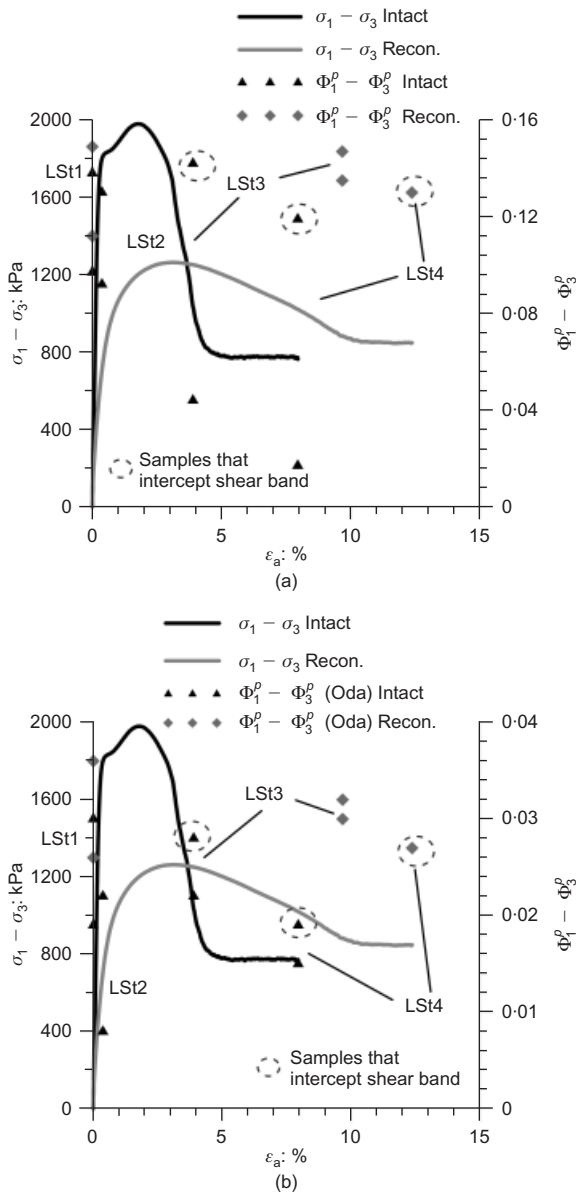 σ₁ − σ₃ Intact
σ₁ − σ₃ Recon.
Φ₁ᵖ − Φ₃ᵖ Intact
Φ₁ᵖ − Φ₃ᵖ Recon.
2000
1600
1200
800
400
0
σ₁ − σ₃: kPa
0·16
0·12
0·08
0·04
0
Φ₁ᵖ − Φ₃ᵖ
LSt1
LSt2
LSt3
LSt4
Samples that
intercept shear band
0
5
10
15
εₐ: %
(a)
σ₁ − σ₃ Intact
σ₁ − σ₃ Recon.
Φ₁ᵖ − Φ₃ᵖ (Oda) Intact
Φ₁ᵖ − Φ₃ᵖ (Oda) Recon.
2000
1600
1200
800
400
0
σ₁ − σ₃: kPa
0·04
0·03
0·02
0·01
0
Φ₁ᵖ − Φ₃ᵖ
LSt1
LSt2
LSt3
LSt4
Samples that
intercept shear band
0
5
10
15
εₐ: %
(b)